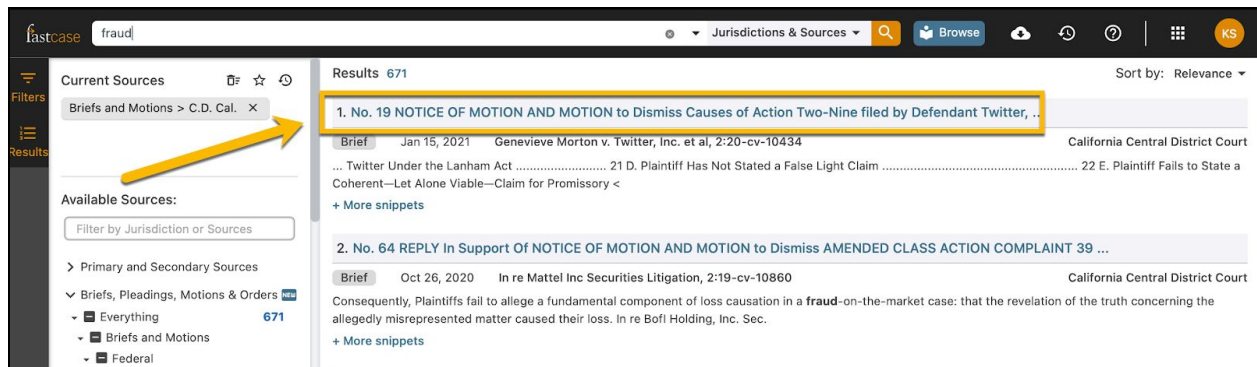 fastcase
fraud
Jurisdictions & Sources
Browse
KS
Filters
Results
Current Sources
Briefs and Motions > C.D. Cal. X
Available Sources:
Filter by Jurisdiction or Sources
Primary and Secondary Sources
Briefs, Pleadings, Motions & Orders NEW
Everything 671
Briefs and Motions
Federal
Results 671
Sort by: Relevance
1. No. 19 NOTICE OF MOTION AND MOTION to Dismiss Causes of Action Two-Nine filed by Defendant Twitter, ...
Brief Jan 15, 2021 Genevieve Morton v. Twitter, Inc. et al, 2:20-cv-10434 California Central District Court
... Twitter Under the Lanham Act ......................... 21 D. Plaintiff Has Not Stated a False Light Claim ........................................................ 22 E. Plaintiff Fails to State a
Coherent—Let Alone Viable—Claim for Promissory <
+ More snippets
2. No. 64 REPLY In Support Of NOTICE OF MOTION AND MOTION to Dismiss AMENDED CLASS ACTION COMPLAINT 39 ...
Brief Oct 26, 2020 In re Mattel Inc Securities Litigation, 2:19-cv-10860 California Central District Court
Consequently, Plaintiffs fail to allege a fundamental component of loss causation in a fraud-on-the-market case: that the revelation of the truth concerning the
allegedly misrepresented matter caused their loss. In re BofI Holding, Inc. Sec.
+ More snippets